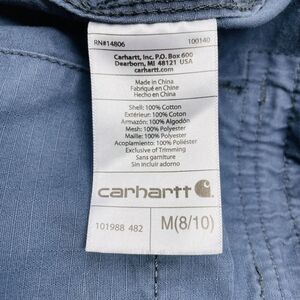 RN#14806 100140
Carhartt, Inc. P.O. Box 600
Dearborn, MI 48121 USA
carhartt.com
Made in China
Fabriqué en Chine
Hecho en China
Shell: 100% Cotton
Extérieur: 100% Coton
Armazón: 100% Algodón
Mesh: 100% Polyester
Maille: 100% Polyester
Acoplamiento: 100% Poliéster
Exclusive of Trimming
Sans garniture
Sin incluir adorno
carhartt
101988 482 M(8/10)